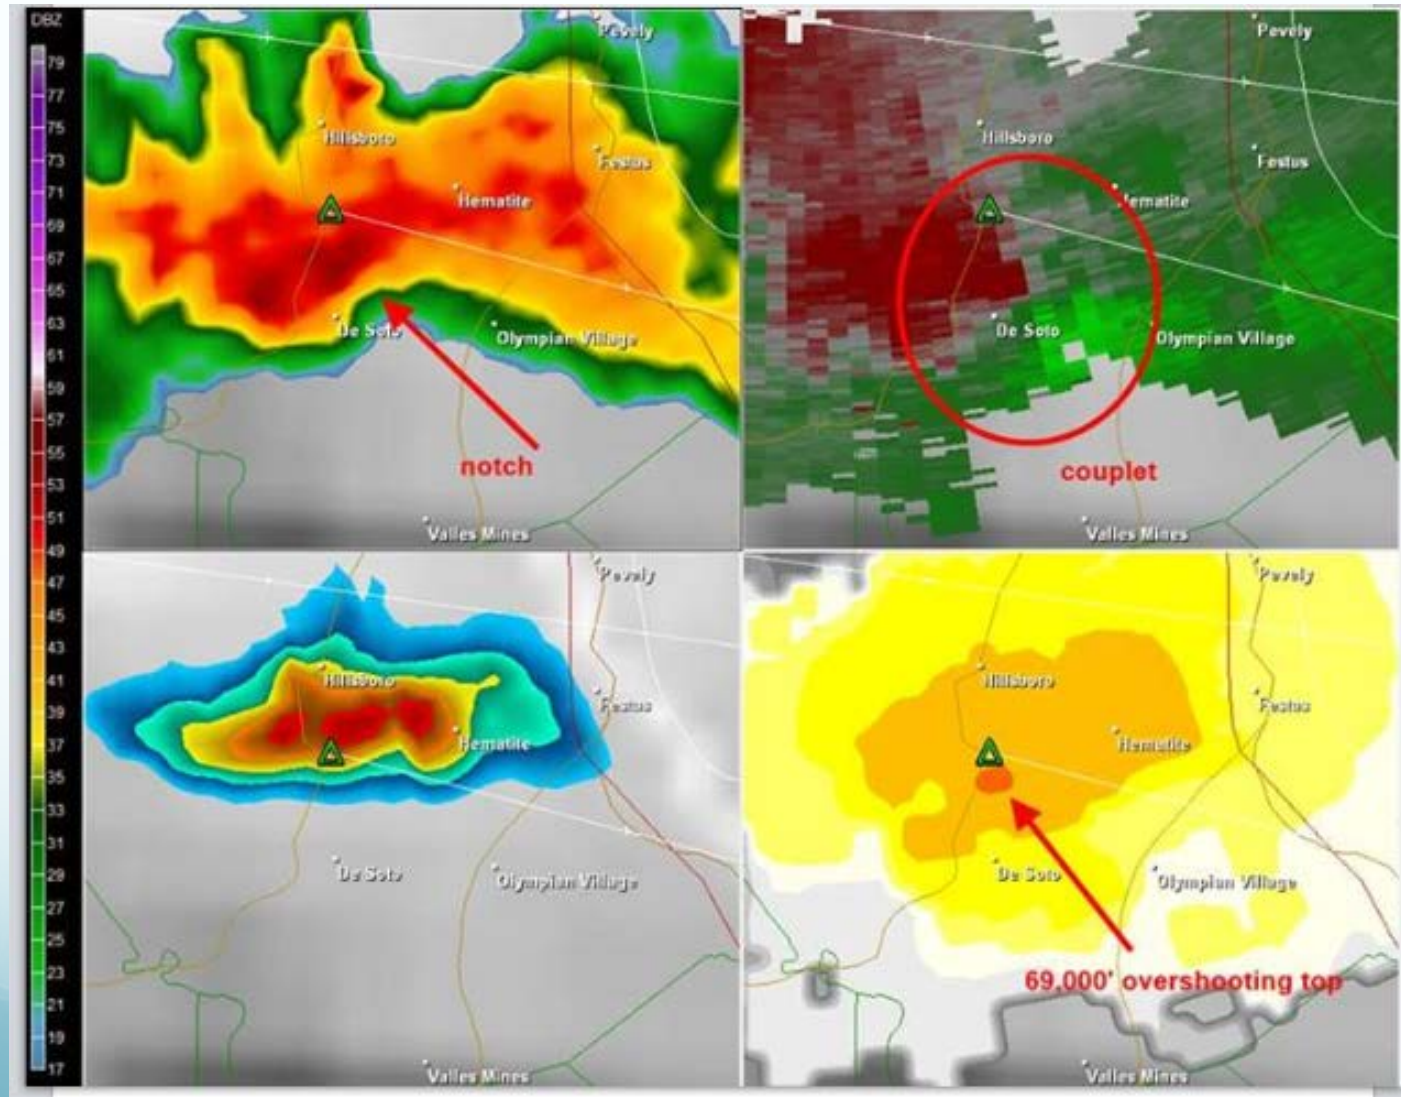 DBZ
79
77
75
73
71
69
67
65
63
61
59
57
55
53
51
49
47
45
43
41
39
37
35
33
31
29
27
25
23
21
19
17
Pevely
Hillsboro
Festus
Hematite
De Soto
Olympian Village
notch
Valles Mines
Pevely
Hillsboro
Festus
Hematite
De Soto
Olympian Village
couplet
Valles Mines
Pevely
Hillsboro
Festus
Hematite
De Soto
Olympian Village
Valles Mines
Pevely
Hillsboro
Festus
Hematite
De Soto
Olympian Village
69,000' overshooting top
Valles Mines